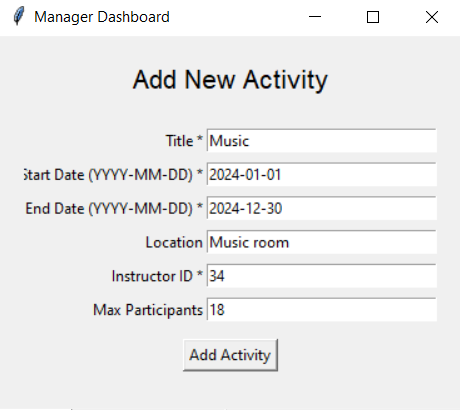 Manager Dashboard
Add New Activity
Title * Music
Start Date (YYYY-MM-DD) * 2024-01-01
End Date (YYYY-MM-DD) * 2024-12-30
Location Music room
Instructor ID * 34
Max Participants 18
Add Activity